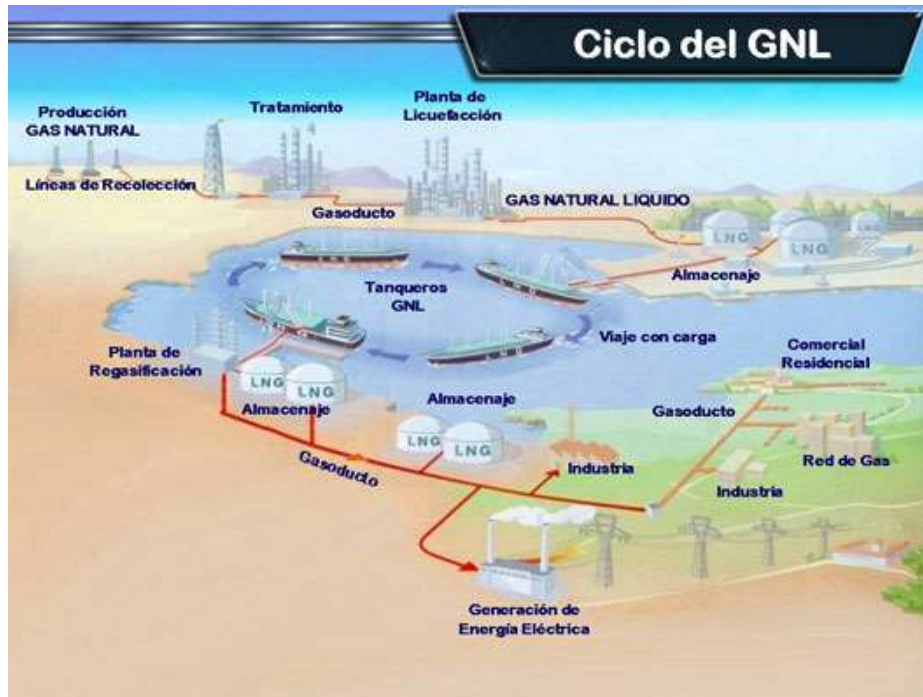 Ciclo del GNL
Producción
GAS NATURAL
Tratamiento
Planta de
Licuefacción
Líneas de Recolección
Gasoducto
GAS NATURAL LIQUIDO
LNG
LNG
LNG
Almacenaje
Tanqueros
GNL
Viaje con carga
Planta de
Regasificación
LNG
LNG
Almacenaje
Almacenaje
LNG
LNG
Comercial
Residencial
Gasoducto
Gasoducto
Industria
Industria
Red de Gas
Generación de
Energía Eléctrica